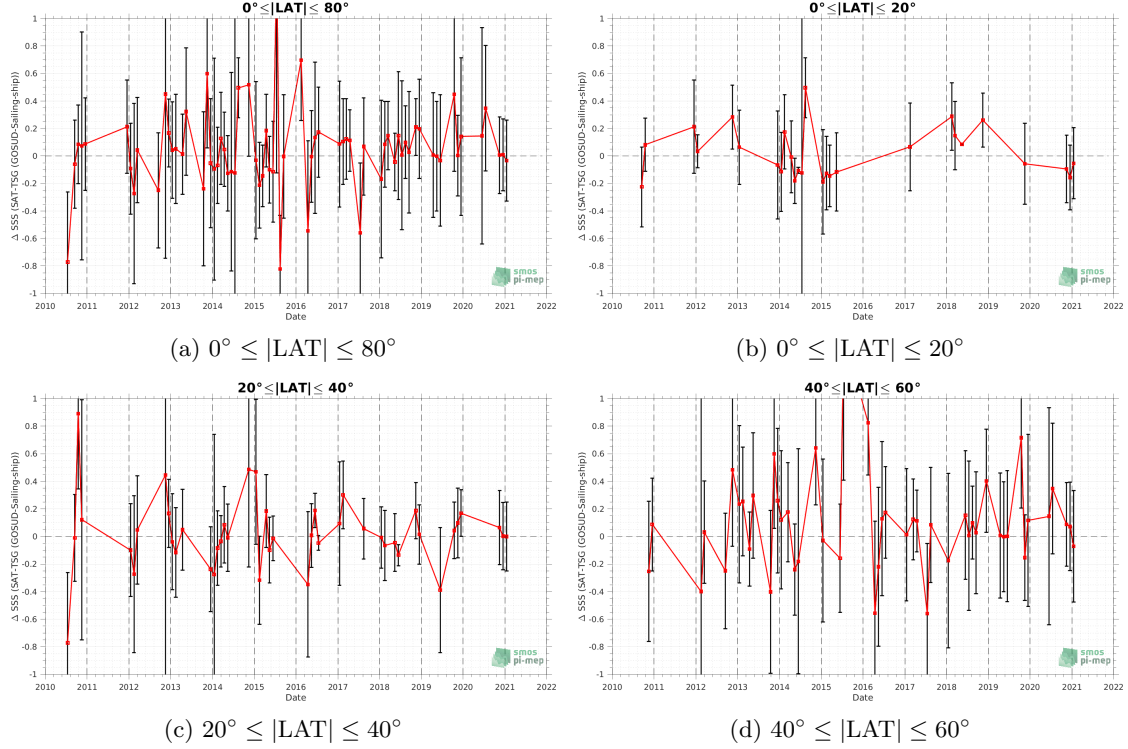 0°≤|LAT|≤ 80°
Δ SSS (SAT-TSG (GOSUD-Sailing-ship))
1
0.8
0.6
0.4
0.2
0
-0.2
-0.4
-0.6
-0.8
-1
2010 2011 2012 2013 2014 2015 2016 2017 2018 2019 2020 2021 2022
Date
smos
pi-mep
(a) 0° ≤ |LAT| ≤ 80°
0°≤|LAT|≤ 20°
Δ SSS (SAT-TSG (GOSUD-Sailing-ship))
1
0.8
0.6
0.4
0.2
0
-0.2
-0.4
-0.6
-0.8
-1
2010 2011 2012 2013 2014 2015 2016 2017 2018 2019 2020 2021 2022
Date
smos
pi-mep
(b) 0° ≤ |LAT| ≤ 20°
20°≤|LAT|≤ 40°
Δ SSS (SAT-TSG (GOSUD-Sailing-ship))
1
0.8
0.6
0.4
0.2
0
-0.2
-0.4
-0.6
-0.8
-1
2010 2011 2012 2013 2014 2015 2016 2017 2018 2019 2020 2021 2022
Date
smos
pi-mep
(c) 20° ≤ |LAT| ≤ 40°
40°≤|LAT|≤ 60°
Δ SSS (SAT-TSG (GOSUD-Sailing-ship))
1
0.8
0.6
0.4
0.2
0
-0.2
-0.4
-0.6
-0.8
-1
2010 2011 2012 2013 2014 2015 2016 2017 2018 2019 2020 2021 2022
Date
smos
pi-mep
(d) 40° ≤ |LAT| ≤ 60°